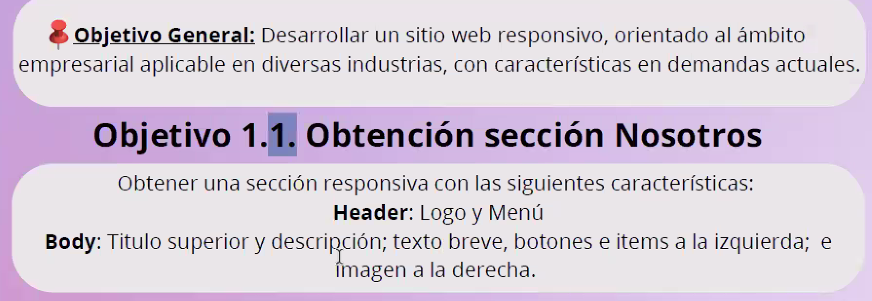 Objetivo General: Desarrollar un sitio web responsivo, orientado al ámbito
empresarial aplicable en diversas industrias, con características en demandas actuales.
Objetivo 1.1. Obtención sección Nosotros
Obtener una sección responsiva con las siguientes características:
Header: Logo y Menú
Body: Titulo superior y descripción; texto breve, botones e items a la izquierda; e
imagen a la derecha.